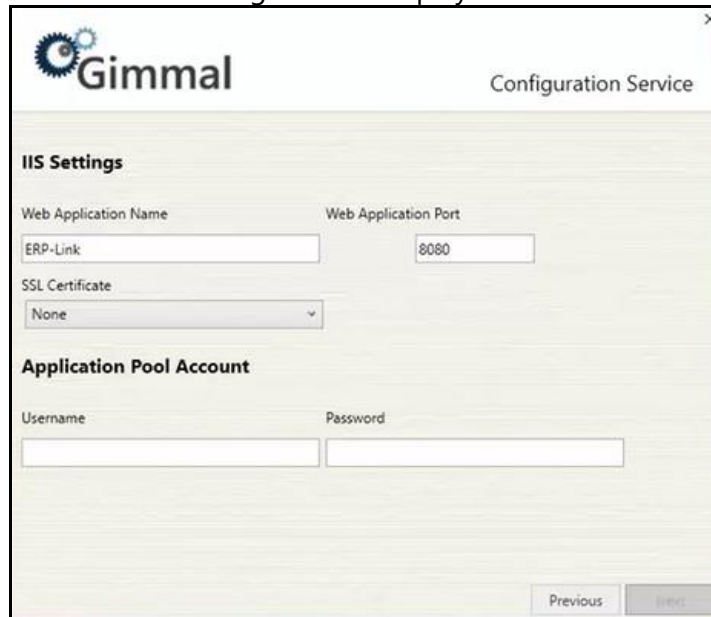 Gimmal
Configuration Service
IIS Settings
Web Application Name Web Application Port
ERP-Link 8080
SSL Certificate
None
Application Pool Account
Username Password
Previous Next